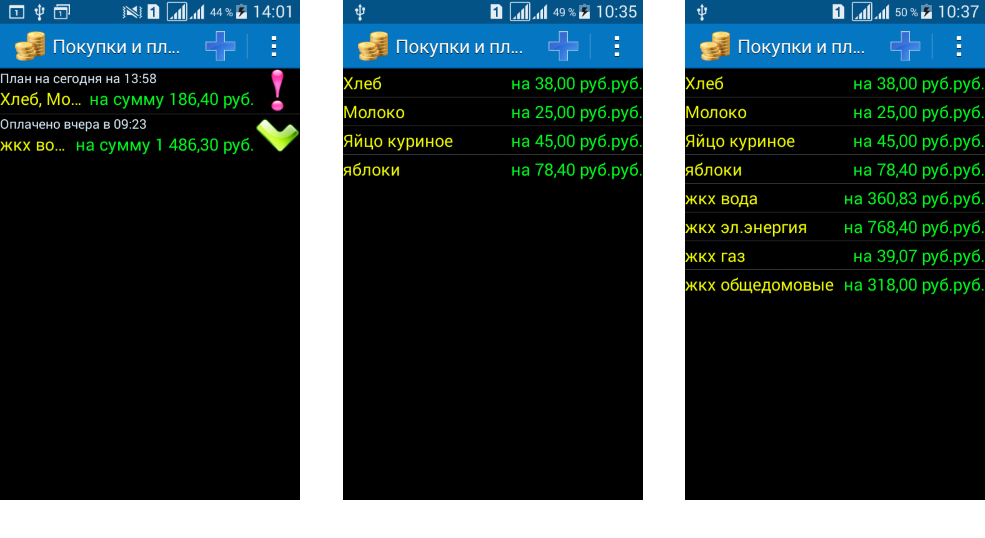 1 1 1 44 % 14:01
Покупки и пл...
План на сегодня на 13:58
Хлеб, Мо... на сумму 186,40 руб.
Оплачено вчера в 09:23
жкх во... на сумму 1 486,30 руб.
1 49 % 10:35
Покупки и пл...
Хлеб на 38,00 руб.руб.
Молоко на 25,00 руб.руб.
Яйцо куриное на 45,00 руб.руб.
яблоки на 78,40 руб.руб.
1 50 % 10:37
Покупки и пл...
Хлеб на 38,00 руб.руб.
Молоко на 25,00 руб.руб.
Яйцо куриное на 45,00 руб.руб.
яблоки на 78,40 руб.руб.
жкх вода на 360,83 руб.руб.
жкх эл.энергия на 768,40 руб.руб.
жкх газ на 39,07 руб.руб.
жкх общедомовые на 318,00 руб.руб.